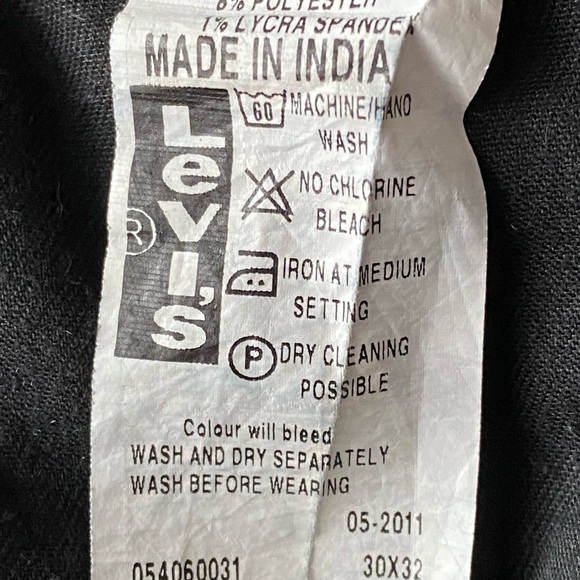 6% POLYESTER
1% LYCRA SPANDEX
MADE IN INDIA
Levi's
®
60
MACHINE/HAND
WASH
NO CHLORINE
BLEACH
IRON AT MEDIUM
SETTING
P
DRY CLEANING
POSSIBLE
Colour will bleed
WASH AND DRY SEPARATELY
WASH BEFORE WEARING
05-2011
054060031 30X32